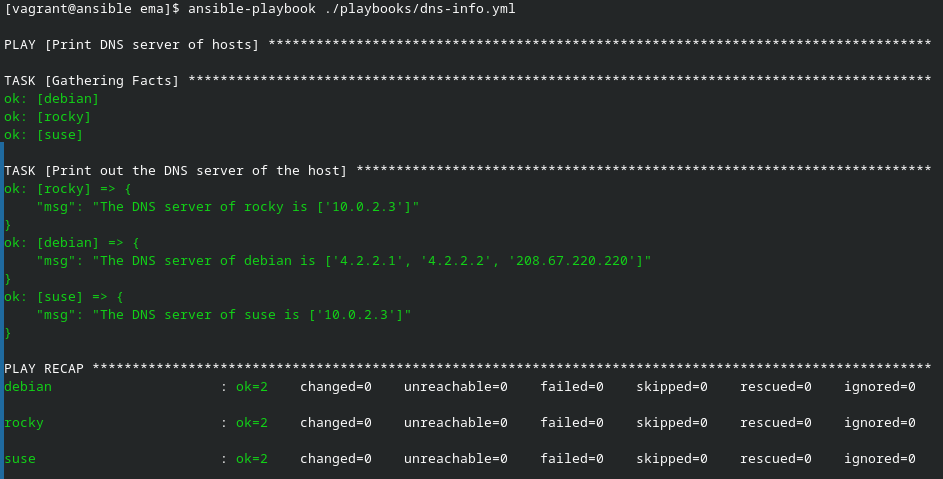 [vagrant@ansible ema]$ ansible-playbook ./playbooks/dns-info.yml
PLAY [Print DNS server of hosts] ***********************************************************************************
TASK [Gathering Facts] *********************************************************************************************
ok: [debian]
ok: [rocky]
ok: [suse]
TASK [Print out the DNS server of the host] ************************************************************************
ok: [rocky] => {
    "msg": "The DNS server of rocky is ['10.0.2.3']"
}
ok: [debian] => {
    "msg": "The DNS server of debian is ['4.2.2.1', '4.2.2.2', '208.67.220.220']"
}
ok: [suse] => {
    "msg": "The DNS server of suse is ['10.0.2.3']"
}
PLAY RECAP *********************************************************************************************************
debian                     : ok=2    changed=0    unreachable=0    failed=0    skipped=0    rescued=0    ignored=0
rocky                      : ok=2    changed=0    unreachable=0    failed=0    skipped=0    rescued=0    ignored=0
suse                       : ok=2    changed=0    unreachable=0    failed=0    skipped=0    rescued=0    ignored=0